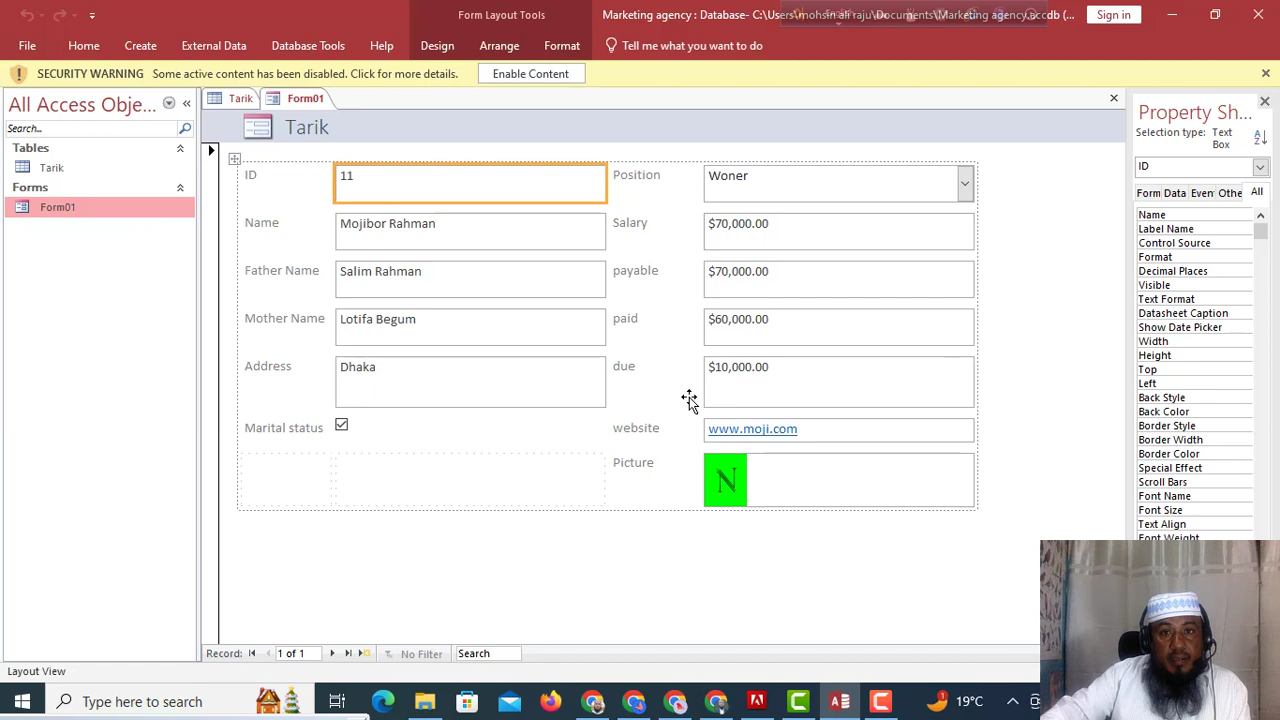 Form Layout Tools
Marketing agency : Database- C:\Users\mohsin ali raju\Documents\Marketing agency.accdb (...
Sign in
File Home Create External Data Database Tools Help Design Arrange Format Tell me what you want to do
SECURITY WARNING Some active content has been disabled. Click for more details. Enable Content
All Access Obje...
Search...
Tables
Tarik
Forms
Form01
Tarik Form01
Tarik
ID 11 Position Woner
Name Mojibor Rahman Salary $70,000.00
Father Name Salim Rahman payable $70,000.00
Mother Name Lotifa Begum paid $60,000.00
Address Dhaka due $10,000.00
Marital status website www.moji.com
Picture N
Record: 1 of 1 No Filter Search
Property Sh...
Selection type: Text Box
ID
Form Data Even Othe All
Name
Label Name
Control Source
Format
Decimal Places
Visible
Text Format
Datasheet Caption
Show Date Picker
Width
Height
Top
Left
Back Style
Back Color
Border Style
Border Width
Border Color
Special Effect
Scroll Bars
Font Name
Font Size
Text Align
Font Weight
Layout View
Type here to search
19°C